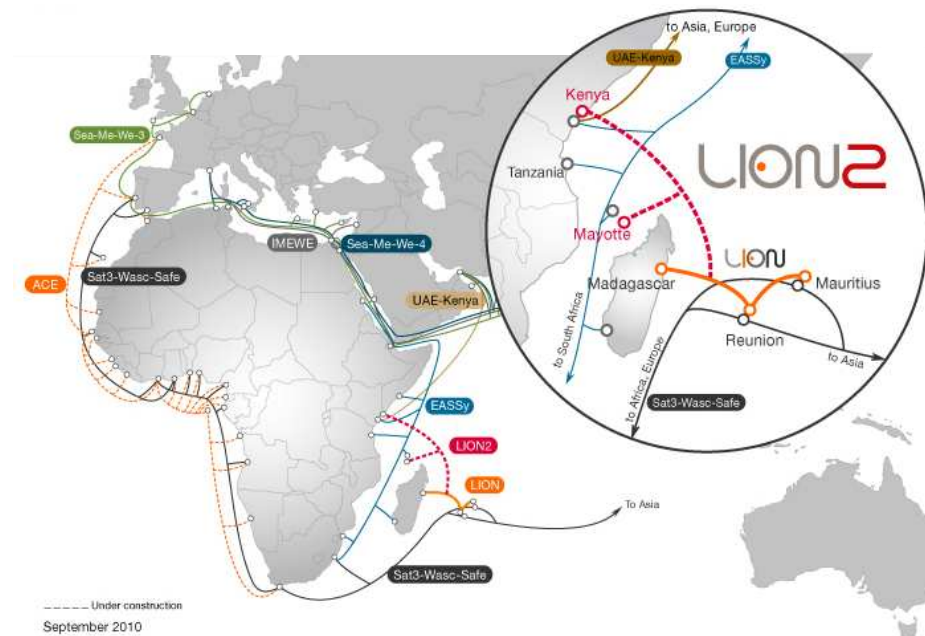 to Asia, Europe
UAE-Kenya
EASSy
Kenya
Sea-Me-We-3
Tanzania
LION2
Mayotte
IMEWE
Sea-Me-We-4
LION
Sat3-Wasc-Safe
Madagascar
Mauritius
ACE
UAE-Kenya
to South Africa
Reunion
to Asia
to Africa, Europe
EASSy
Sat3-Wasc-Safe
LION2
LION
To Asia
Sat3-Wasc-Safe
Under construction
September 2010